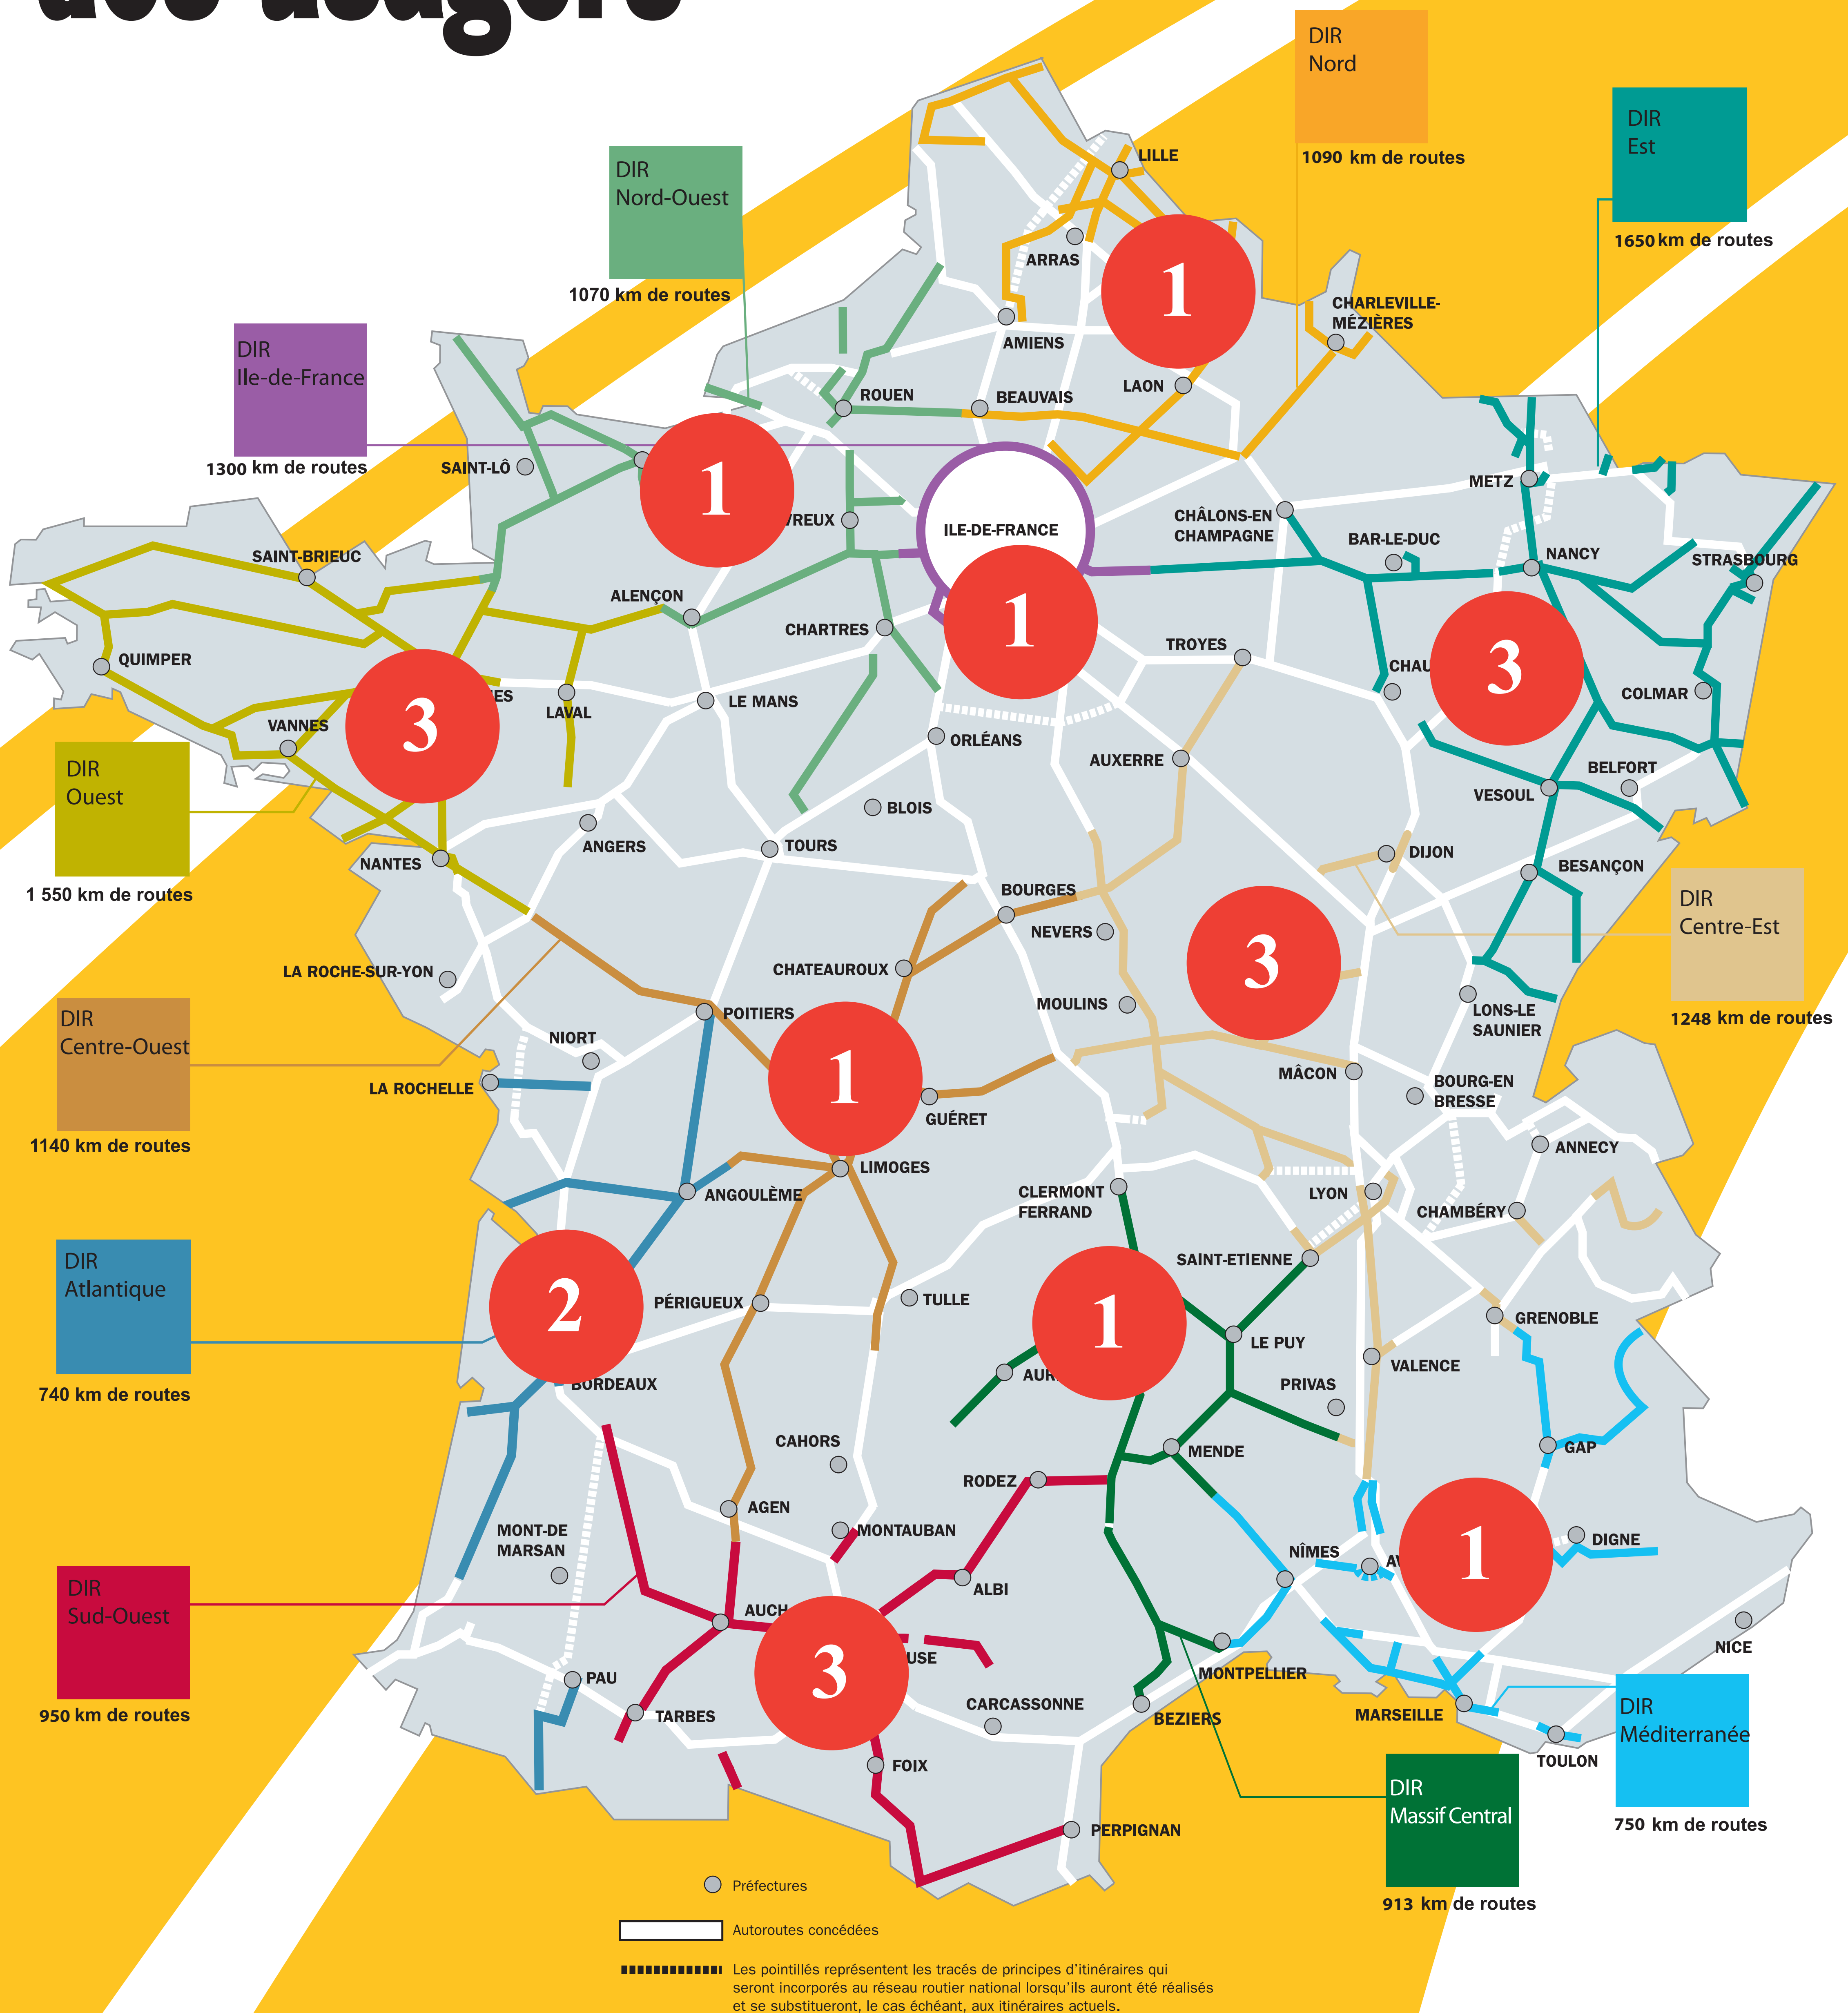 des usagers
DIR
Nord
1090 km de routes
DIR
Est
1650 km de routes
DIR
Nord-Ouest
1070 km de routes
DIR
Ile-de-France
1300 km de routes
LILLE
ARRAS
1
CHARLEVILLE-
MÉZIÈRES
AMIENS
LAON
ROUEN
BEAUVAIS
SAINT-LÔ
1
VREUX
ILE-DE-FRANCE
METZ
CHÂLONS-EN
CHAMPAGNE
BAR-LE-DUC
NANCY
STRASBOURG
SAINT-BRIEUC
ALENÇON
CHARTRES
1
TROYES
QUIMPER
CHAU
3
COLMAR
3
ES
LAVAL
LE MANS
VANNES
ORLÉANS
AUXERRE
BELFORT
VESOUL
DIR
Ouest
1 550 km de routes
BLOIS
ANGERS
TOURS
DIJON
NANTES
BESANÇON
BOURGES
DIR
Centre-Est
1248 km de routes
NEVERS
3
LA ROCHE-SUR-YON
CHATEAUROUX
MOULINS
LONS-LE
SAUNIER
POITIERS
DIR
Centre-Ouest
1140 km de routes
NIORT
1
MÂCON
LA ROCHELLE
BOURG-EN
BRESSE
GUÉRET
ANNECY
LIMOGES
ANGOULÈME
CLERMONT
FERRAND
LYON
CHAMBÉRY
DIR
Atlantique
740 km de routes
SAINT-ETIENNE
2
PÉRIGUEUX
TULLE
1
GRENOBLE
LE PUY
VALENCE
AUR
PRIVAS
BORDEAUX
CAHORS
MENDE
GAP
RODEZ
AGEN
MONT-DE
MARSAN
MONTAUBAN
NÎMES
AV
1
DIGNE
DIR
Sud-Ouest
950 km de routes
ALBI
AUCH
NICE
3
USE
MONTPELLIER
PAU
TARBES
CARCASSONNE
BEZIERS
MARSEILLE
DIR
Méditerranée
750 km de routes
TOULON
FOIX
DIR
Massif Central
913 km de routes
PERPIGNAN
Préfectures
Autoroutes concédées
Les pointillés représentent les tracés de principes d’itinéraires qui
seront incorporés au réseau routier national lorsqu’ils auront été réalisés
et se substitueront, le cas échéant, aux itinéraires actuels.